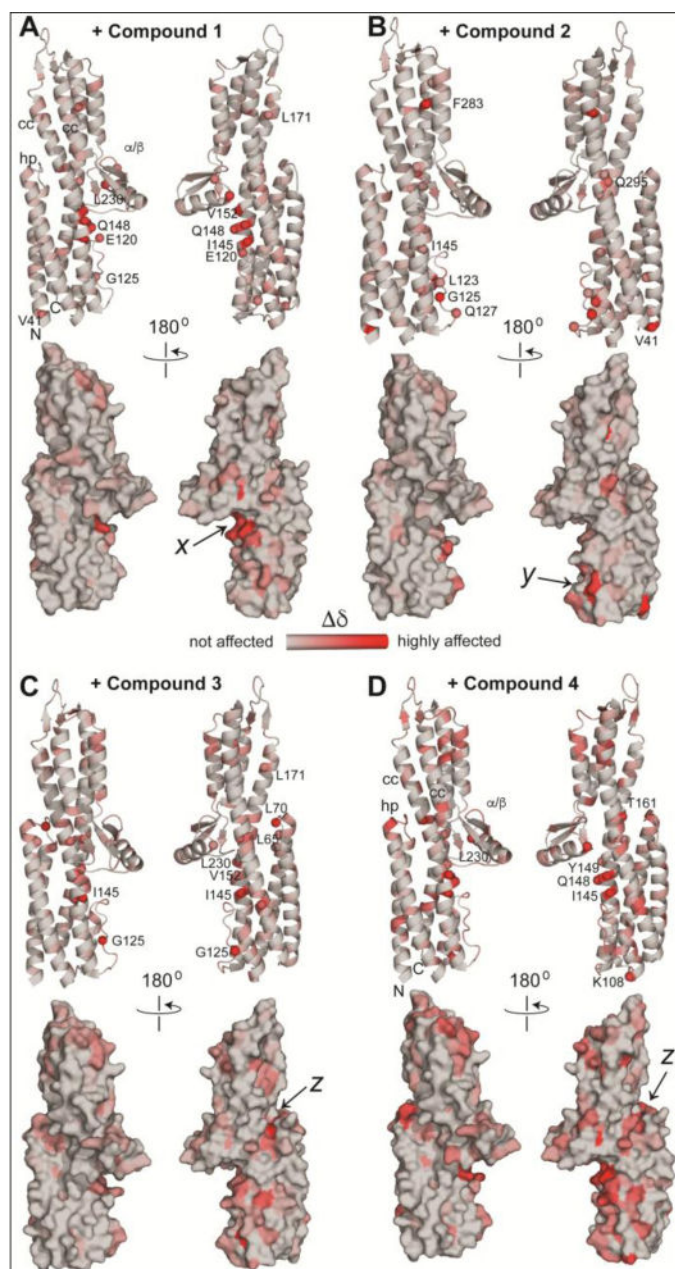 A + Compound 1
cc
cc
hp
α/β
L230
Q148
E120
G125
V41
C
N
L171
V152
Q148
I145
E120
180°
x
B + Compound 2
F283
I145
L123
G125
Q127
Q295
V41
180°
y
Δδ
not affected highly affected
C + Compound 3
I145
G125
L171
L70
L65
L230
V152
I145
G125
180°
z
D + Compound 4
cc
cc
hp
α/β
L230
C
N
T161
Y149
Q148
I145
K108
180°
z